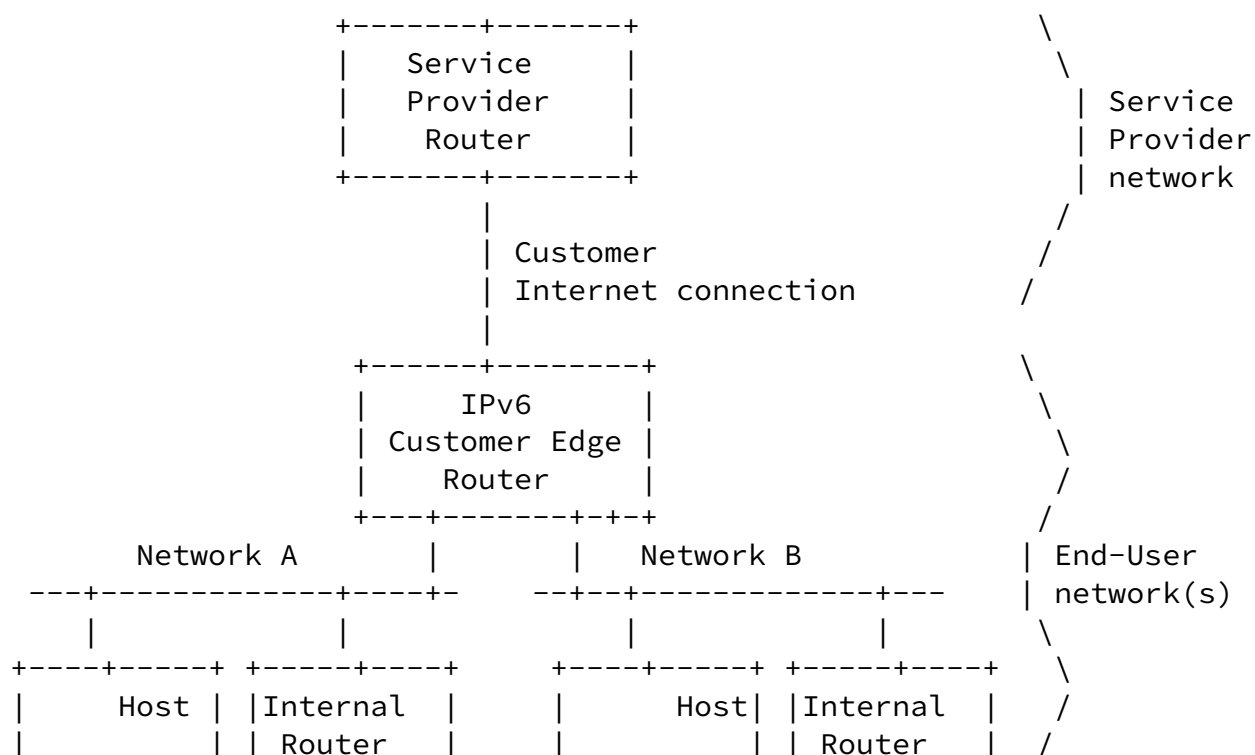 Service
Provider
Router
Service
Provider
network
Customer
Internet connection
IPv6
Customer Edge
Router
Network A Network B End-User
network(s)
Host Internal Host Internal
Router Router